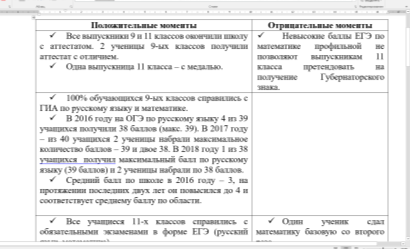 Положительные моменты
Отрицательные моменты
✓ Все выпускники 9 и 11 классов окончили школу
с аттестатом. 2 ученицы 9-ых классов получили
аттестат с отличием.
✓ Одна выпускница 11 класса – с медалью.
✓ Невысокие баллы ЕГЭ по
математике профильной не
позволяют выпускникам 11
класса претендовать на
получение Губернаторского
знака.
✓ 100% обучающихся 9-ых классов справились с
ГИА по русскому языку и математике.
✓ В 2016 году на ОГЭ по русскому языку 4 из 39
учащихся получили 38 баллов (макс. 39). В 2017 году
– из 40 учащихся 2 ученицы набрали максимальное
количество баллов – 39 и двое 38. В 2018 году 1 из 38
учащихся получил максимальный балл по русскому
языку (39 баллов) и 2 ученицы набрали по 38 баллов.
✓ Средний балл по школе в 2016 году – 3, на
протяжении последних двух лет он повысился до 4 и
соответствует среднему баллу по области.
✓ Все учащиеся 11-х классов справились с
обязательными экзаменами в форме ЕГЭ (русский
✓ Один ученик сдал
математику базовую со второго